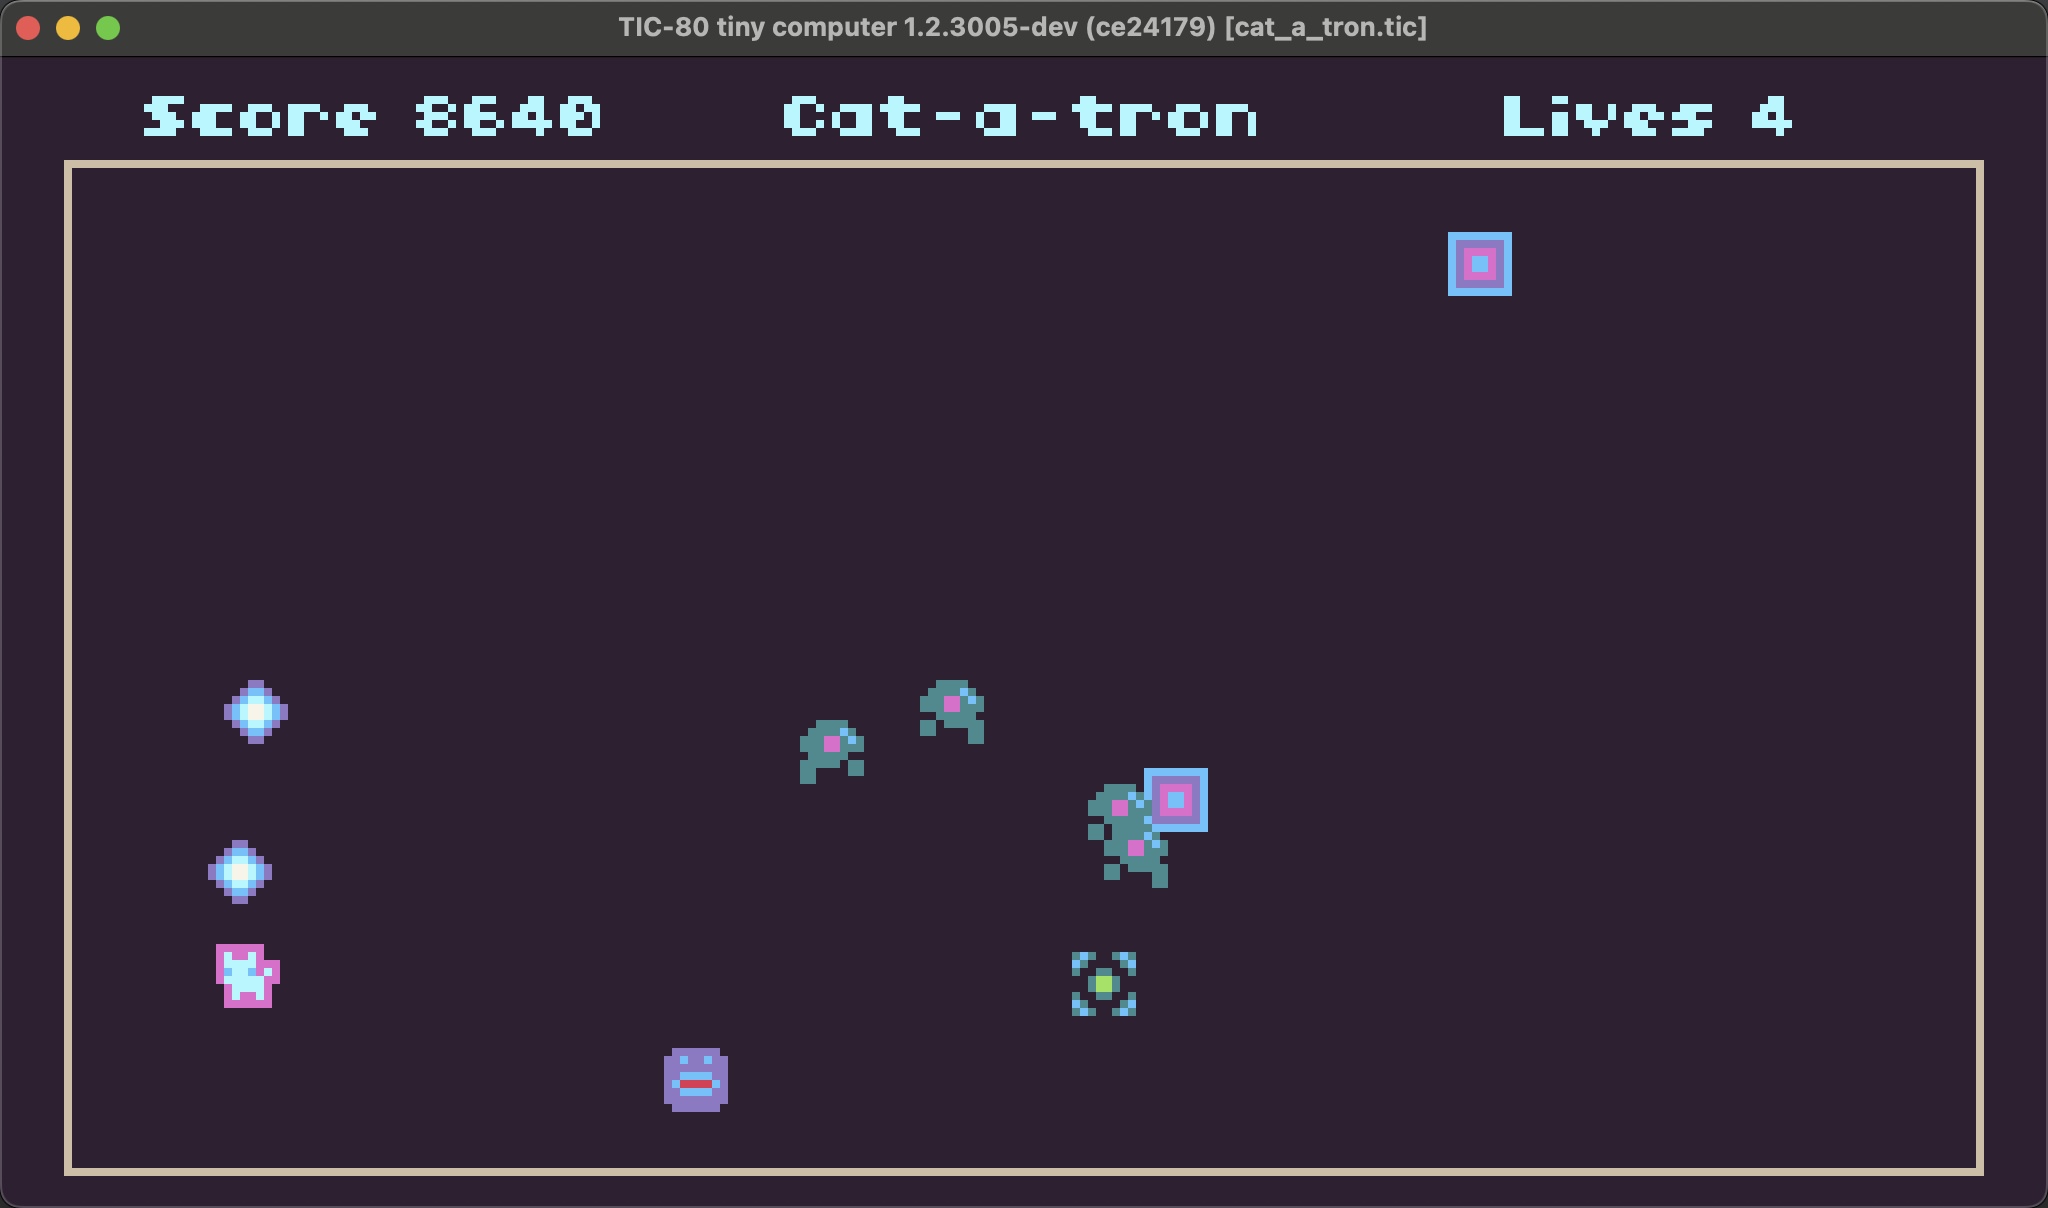 TIC-80 tiny computer 1.2.3005-dev (ce24179) [cat_a_tron.tic]
Score 8640 Cat-a-tron Lives 4